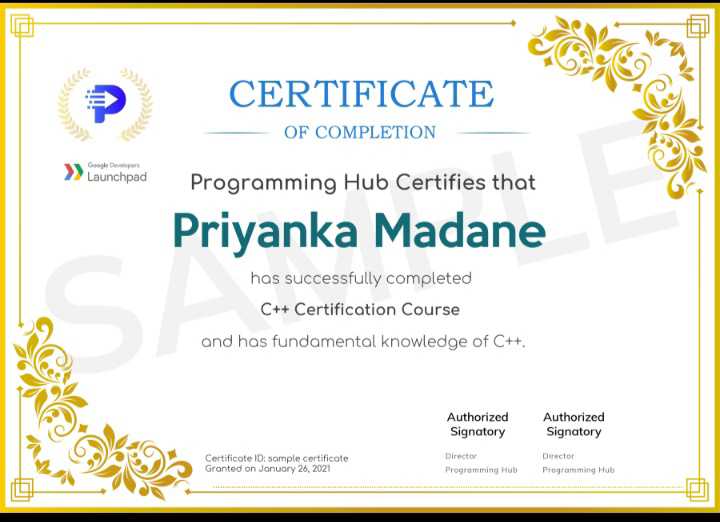 CERTIFICATE
OF COMPLETION
Google Developers
Launchpad
Programming Hub Certifies that
Priyanka Madane
has successfully completed
C++ Certification Course
and has fundamental knowledge of C++.
SAMPLE
Authorized Signatory
Authorized Signatory
Director
Programming Hub
Director
Programming Hub
Certificate ID: sample certificate
Granted on January 26, 2021